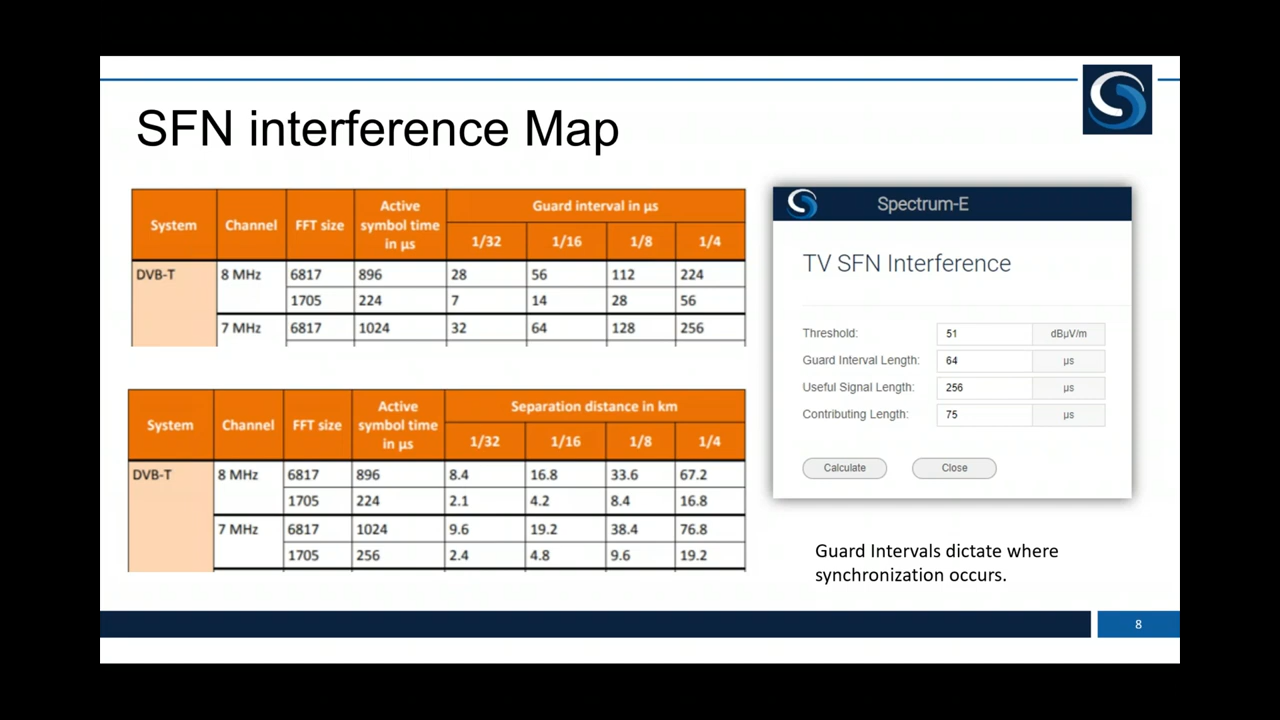 SFN interference Map
System Channel FFT size Active symbol time in µs Guard interval in µs
1/32 1/16 1/8 1/4
DVB-T 8 MHz 6817 896 28 56 112 224
1705 224 7 14 28 56
7 MHz 6817 1024 32 64 128 256
System Channel FFT size Active symbol time in µs Separation distance in km
1/32 1/16 1/8 1/4
DVB-T 8 MHz 6817 896 8.4 16.8 33.6 67.2
1705 224 2.1 4.2 8.4 16.8
7 MHz 6817 1024 9.6 19.2 38.4 76.8
1705 256 2.4 4.8 9.6 19.2
Spectrum-E
TV SFN Interference
Threshold: 51 dBµV/m
Guard Interval Length: 64 µs
Useful Signal Length: 256 µs
Contributing Length: 75 µs
Calculate Close
Guard Intervals dictate where
synchronization occurs.
8